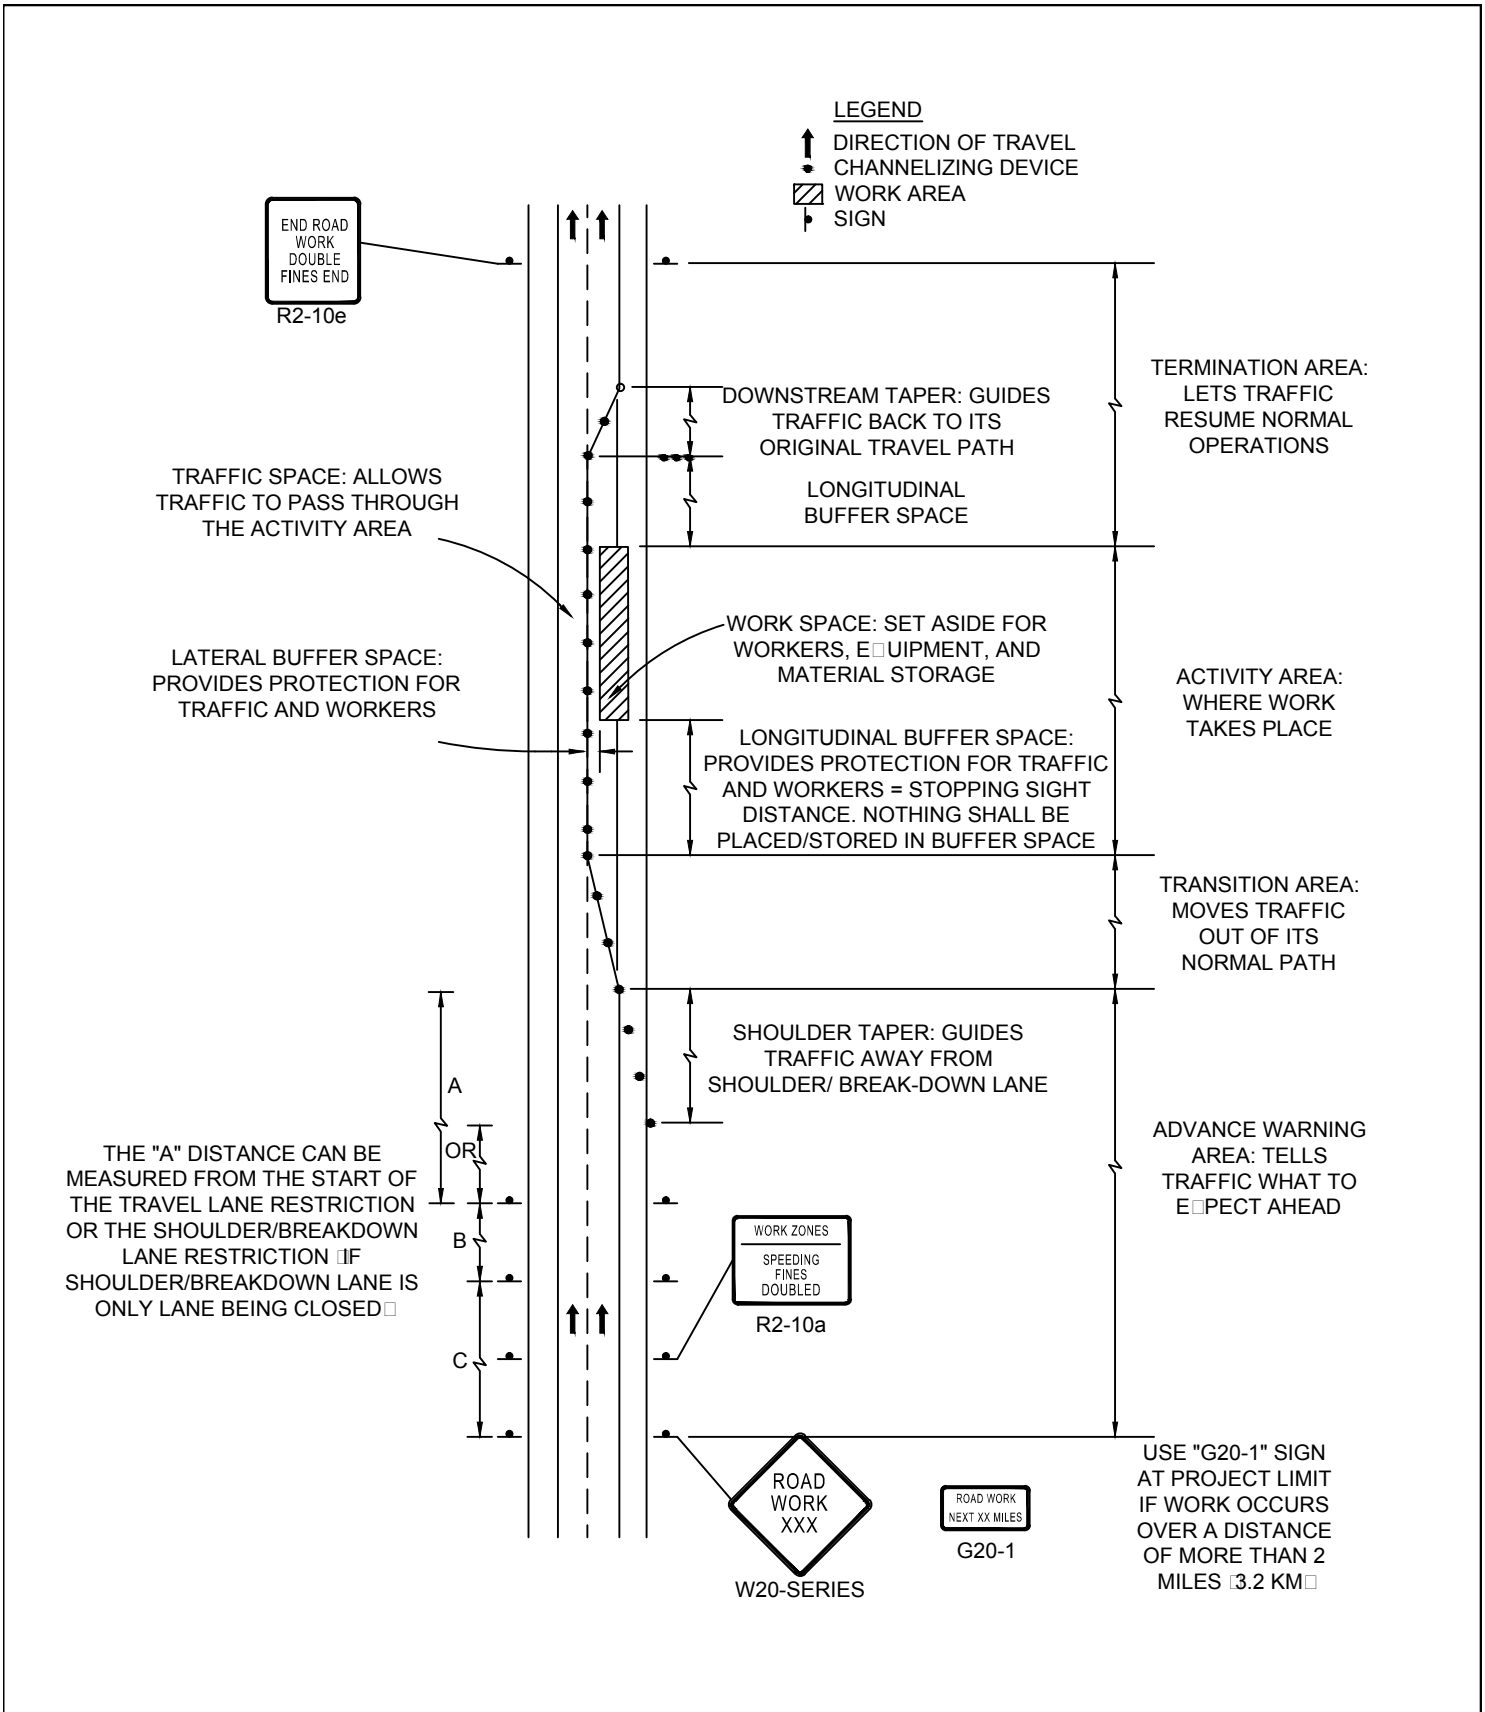 LEGEND
DIRECTION OF TRAVEL
CHANNELIZING DEVICE
WORK AREA
SIGN
END ROAD
WORK
DOUBLE
FINES END
R2-10e
TERMINATION AREA:
LETS TRAFFIC
RESUME NORMAL
OPERATIONS
DOWNSTREAM TAPER: GUIDES
TRAFFIC BACK TO ITS
ORIGINAL TRAVEL PATH
TRAFFIC SPACE: ALLOWS
TRAFFIC TO PASS THROUGH
THE ACTIVITY AREA
LONGITUDINAL
BUFFER SPACE
WORK SPACE: SET ASIDE FOR
WORKERS, E□UIPMENT, AND
MATERIAL STORAGE
LATERAL BUFFER SPACE:
PROVIDES PROTECTION FOR
TRAFFIC AND WORKERS
ACTIVITY AREA:
WHERE WORK
TAKES PLACE
LONGITUDINAL BUFFER SPACE:
PROVIDES PROTECTION FOR TRAFFIC
AND WORKERS = STOPPING SIGHT
DISTANCE. NOTHING SHALL BE
PLACED/STORED IN BUFFER SPACE
TRANSITION AREA:
MOVES TRAFFIC
OUT OF ITS
NORMAL PATH
SHOULDER TAPER: GUIDES
TRAFFIC AWAY FROM
SHOULDER/ BREAK-DOWN LANE
A
OR
B
C
THE "A" DISTANCE CAN BE
MEASURED FROM THE START OF
THE TRAVEL LANE RESTRICTION
OR THE SHOULDER/BREAKDOWN
LANE RESTRICTION □IF
SHOULDER/BREAKDOWN LANE IS
ONLY LANE BEING CLOSED□
ADVANCE WARNING
AREA: TELLS
TRAFFIC WHAT TO
E□PECT AHEAD
WORK ZONES
SPEEDING
FINES
DOUBLED
R2-10a
ROAD
WORK
XXX
W20-SERIES
ROAD WORK
NEXT XX MILES
G20-1
USE "G20-1" SIGN
AT PROJECT LIMIT
IF WORK OCCURS
OVER A DISTANCE
OF MORE THAN 2
MILES □3.2 KM□